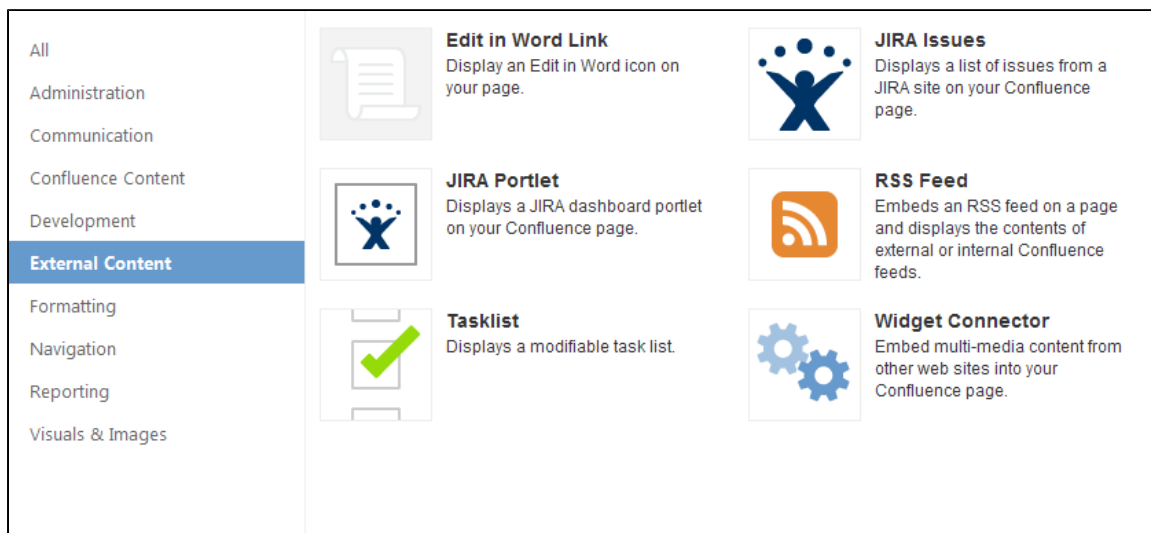 All
Administration
Communication
Confluence Content
Development
External Content
Formatting
Navigation
Reporting
Visuals & Images
Edit in Word Link
Display an Edit in Word icon on
your page.
JIRA Issues
Displays a list of issues from a
JIRA site on your Confluence
page.
JIRA Portlet
Displays a JIRA dashboard portlet
on your Confluence page.
RSS Feed
Embeds an RSS feed on a page
and displays the contents of
external or internal Confluence
feeds.
Tasklist
Displays a modifiable task list.
Widget Connector
Embed multi-media content from
other web sites into your
Confluence page.